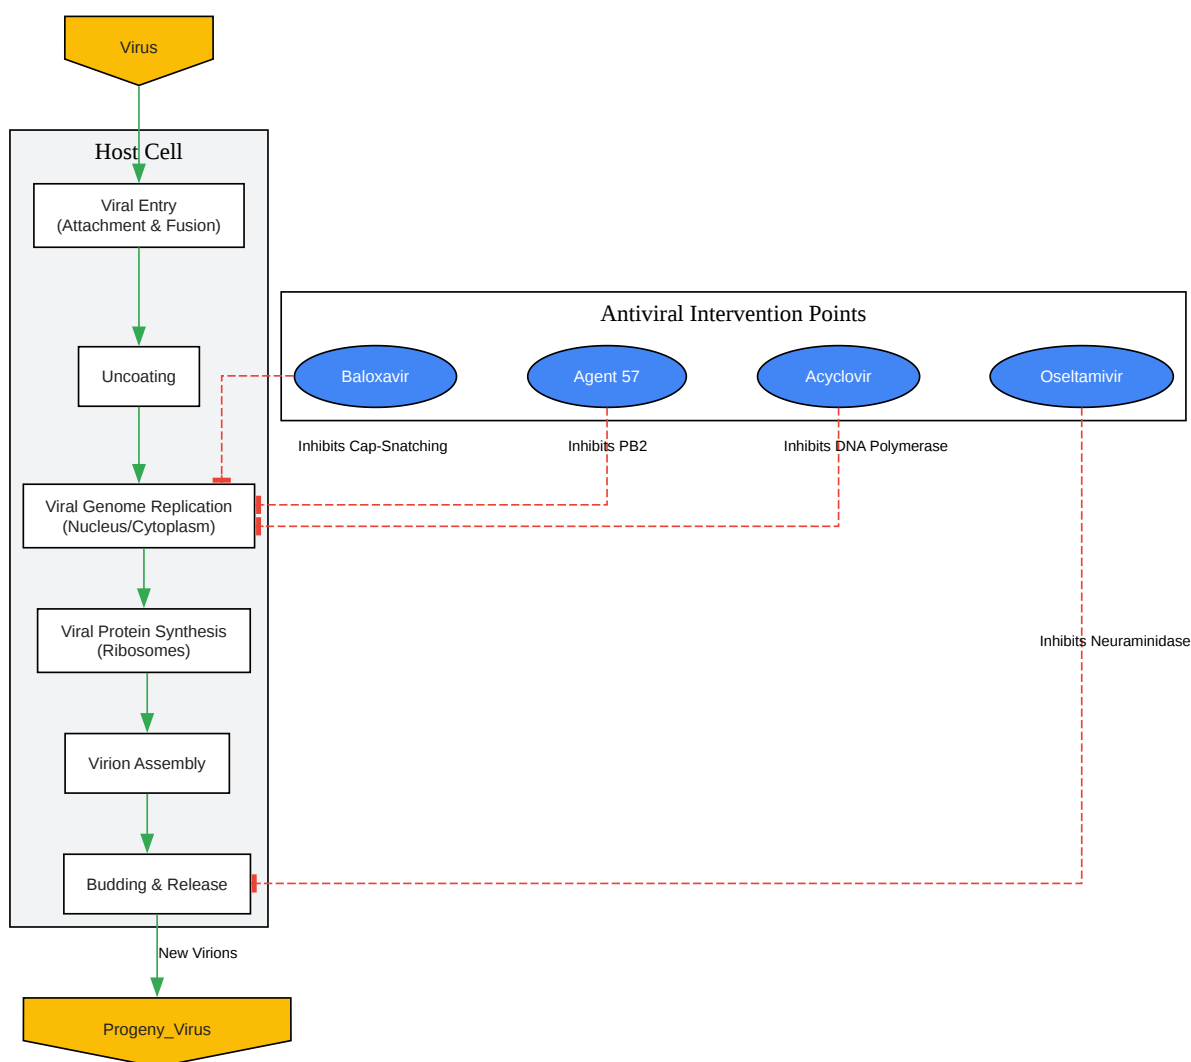 Virus
Host Cell
Viral Entry
(Attachment & Fusion)
Antiviral Intervention Points
Uncoating
Baloxavir
Agent 57
Acyclovir
Oseltamivir
Inhibits Cap-Snatching
Inhibits PB2
Inhibits DNA Polymerase
Viral Genome Replication
(Nucleus/Cytoplasm)
Viral Protein Synthesis
(Ribosomes)
Inhibits Neuraminidase
Virion Assembly
Budding & Release
New Virions
Progeny_Virus